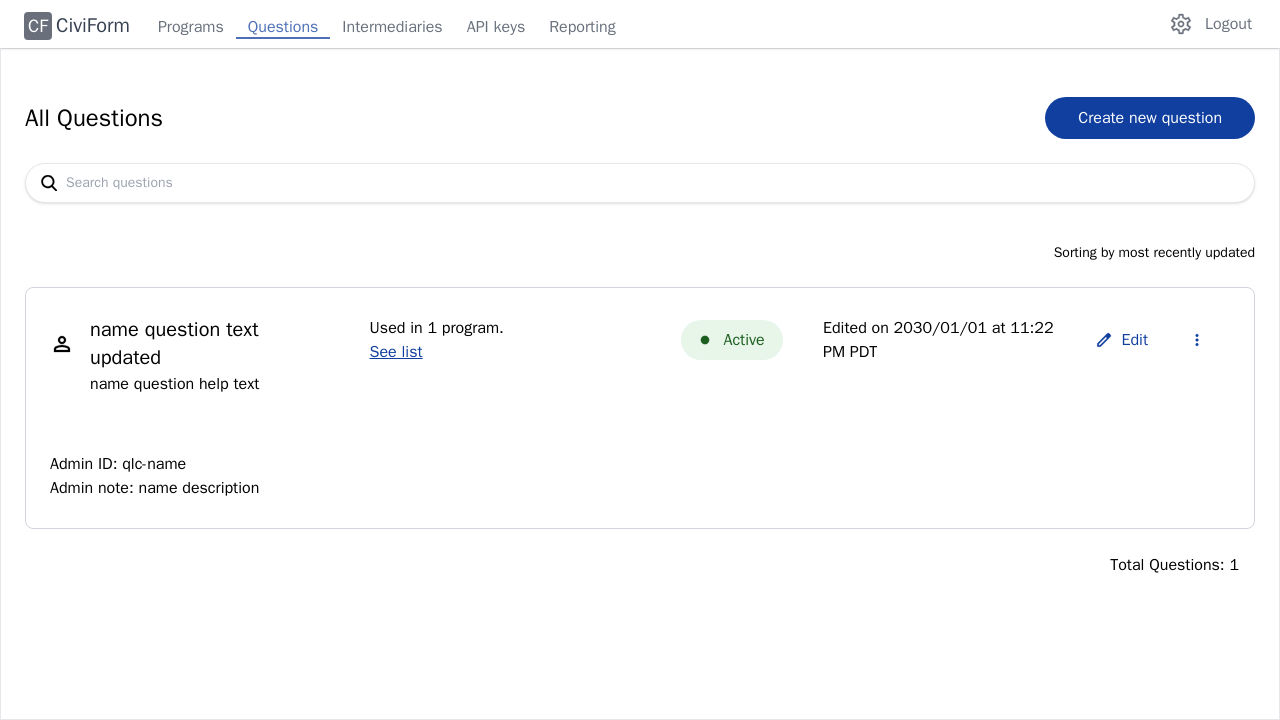 CF CiviForm Programs Questions Intermediaries API keys Reporting Logout
All Questions
Create new question
Search questions
Sorting by most recently updated
name question text
updated
name question help text
Used in 1 program.
See list
Active
Edited on 2030/01/01 at 11:22
PM PDT
Edit
Admin ID: qlc-name
Admin note: name description
Total Questions: 1